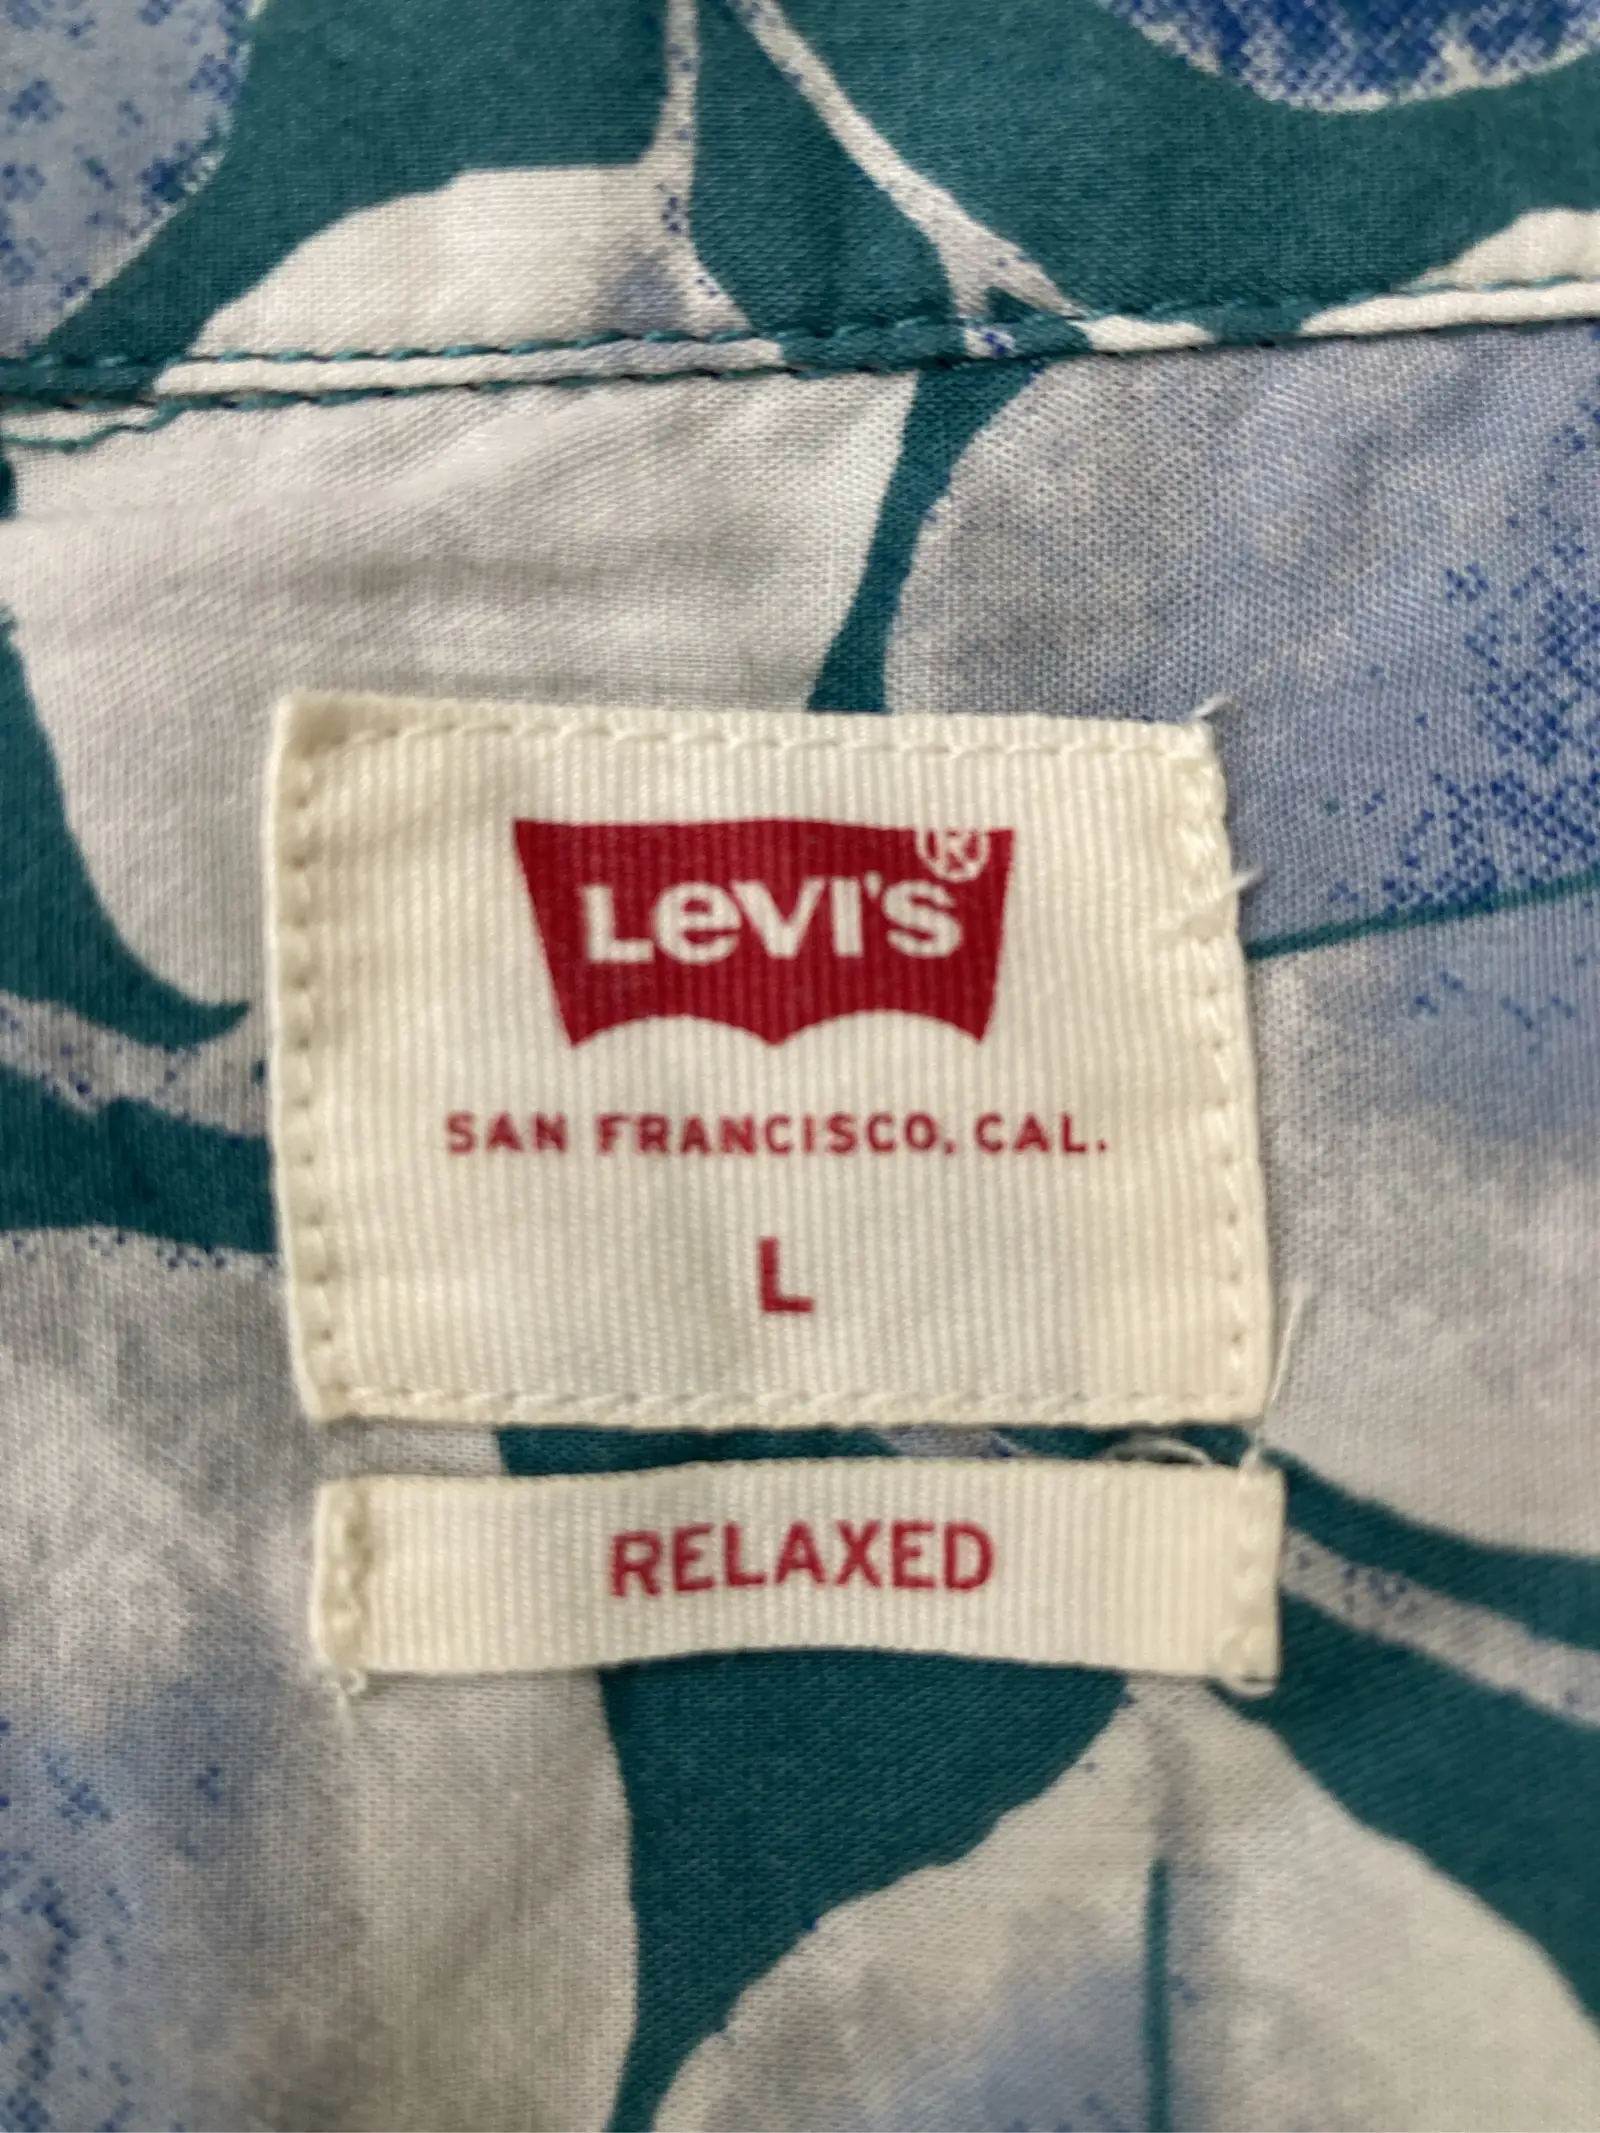 Levi's®
SAN FRANCISCO, CAL.
L
RELAXED